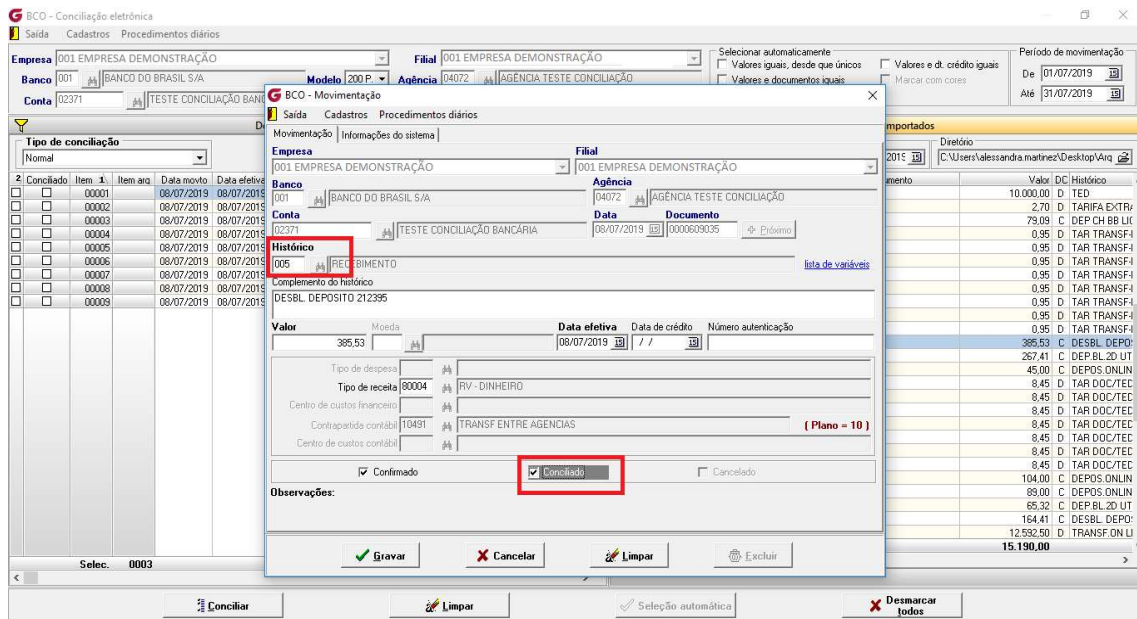 BCO - Conciliação eletrônica
Saída Cadastros Procedimentos diários
Empresa 001 EMPRESA DEMONSTRAÇÃO Filial 001 EMPRESA DEMONSTRAÇÃO
Banco 001 BANCO DO BRASIL S/A Modelo 200 P. Agência 04072 AGÊNCIA TESTE CONCILIAÇÃO
Conta 02371 TESTE CONCILIAÇÃO BANC
Selecionar automaticamente
Valores iguais, desde que únicos Valores e dt. crédito iguais
Valores e documentos iguais Marcar com cores
Período de movimentação
De 01/07/2019
Até 31/07/2019
Tipo de conciliação
Normal
2 Conciliado Item 1 Item arq Data movto Data efetiva
00001 08/07/2019 08/07/2019
00002 08/07/2019 08/07/2019
00003 08/07/2019 08/07/2019
00004 08/07/2019 08/07/2019
00005 08/07/2019 08/07/2019
00006 08/07/2019 08/07/2019
00007 08/07/2019 08/07/2019
00008 08/07/2019 08/07/2019
00009 08/07/2019 08/07/2019
Selec. 0003
BCO - Movimentação
Saída Cadastros Procedimentos diários
Movimentação Informações do sistema
Empresa Filial
001 EMPRESA DEMONSTRAÇÃO 001 EMPRESA DEMONSTRAÇÃO
Banco Agência
001 BANCO DO BRASIL S/A 04072 AGÊNCIA TESTE CONCILIAÇÃO
Conta Data Documento
02371 TESTE CONCILIAÇÃO BANCÁRIA 08/07/2019 0000609035 Próximo
Histórico
005 RECEBIMENTO lista de variáveis
Complemento do histórico
DESBL. DEPOSITO 212395
Valor Moeda Data efetiva Data de crédito Número autenticação
385,53 08/07/2019 / /
Tipo de despesa
Tipo de receita 80004 RV - DINHEIRO
Centro de custos financeiro
Contrapartida contábil 10491 TRANSF ENTRE AGENCIAS ( Plano = 10 )
Centro de custos contábil
Confirmado Conciliado Cancelado
Observações:
Gravar Cancelar Limpar Excluir
mportados
Diretório
2019 C:\Users\alessandra.martinez\Desktop\Arq
mento Valor DC Histórico
10.000,00 D TED
2,70 D TARIFA EXTRA
79,09 C DEP CH BB LIQ
0,95 D TAR TRANSF-I
0,95 D TAR TRANSF-I
0,95 D TAR TRANSF-I
0,95 D TAR TRANSF-I
0,95 D TAR TRANSF-I
0,95 D TAR TRANSF-I
0,95 D TAR TRANSF-I
0,95 D TAR TRANSF-I
385,53 C DESBL. DEPO
267,41 C DEP.BL.2D UT
45,00 C DEPOS.ONLIN
8,45 D TAR DOC/TED
8,45 D TAR DOC/TED
8,45 D TAR DOC/TED
8,45 D TAR DOC/TED
8,45 D TAR DOC/TED
8,45 D TAR DOC/TED
8,45 D TAR DOC/TED
104,00 C DEPOS.ONLIN
89,00 C DEPOS.ONLIN
65,32 C DEP.BL.2D UT
164,41 C DESBL. DEPO
12.592,50 D TRANSF.ON LI
15.190,00
Conciliar Limpar Seleção automática Desmarcar todos